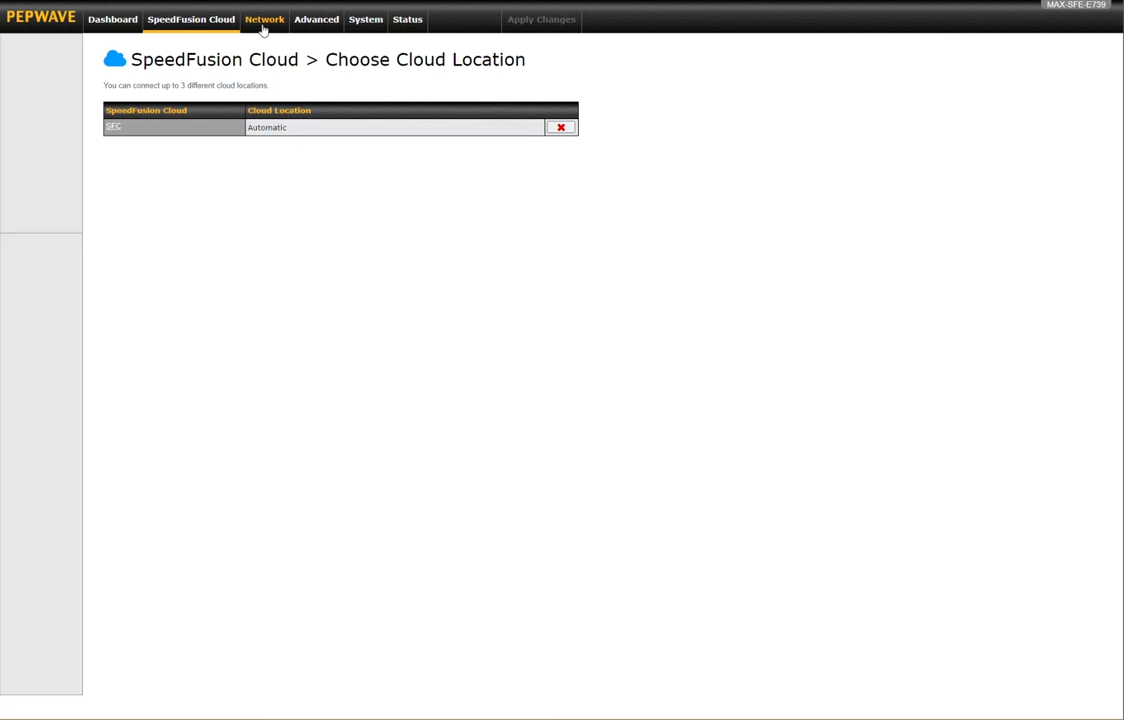 MAX-SFE-E739
PEPWAVE Dashboard SpeedFusion Cloud Network Advanced System Status Apply Changes
SpeedFusion Cloud > Choose Cloud Location
You can connect up to 3 different cloud locations.
SpeedFusion Cloud Cloud Location
SFC Automatic